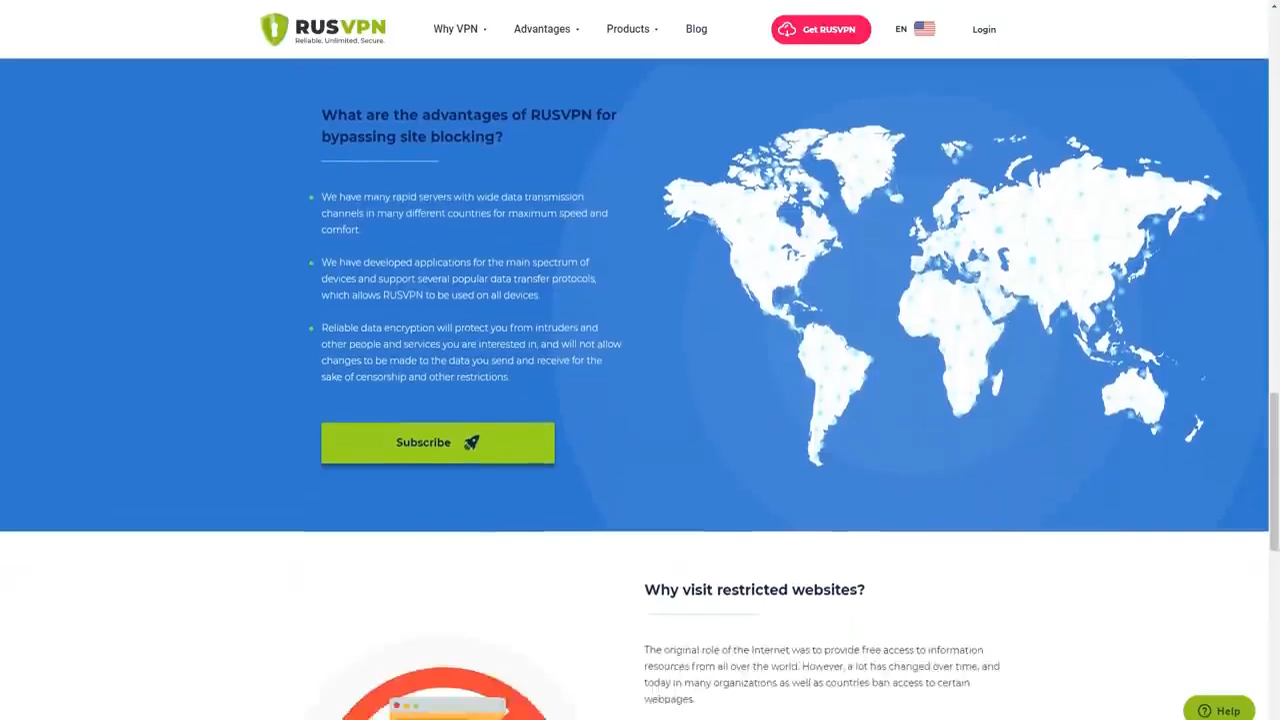 RUSVPN
Reliable. Unlimited. Secure.
Why VPN
Advantages
Products
Blog
Get RUSVPN
EN
Login
What are the advantages of RUSVPN for
bypassing site blocking?
We have many rapid servers with wide data transmission
channels in many different countries for maximum speed and
comfort.
We have developed applications for the main spectrum of
devices and support several popular data transfer protocols,
which allows RUSVPN to be used on all devices.
Reliable data encryption will protect you from intruders and
other people and services you are interested in, and will not allow
changes to be made to the data you send and receive for the
sake of censorship and other restrictions.
Subscribe
Why visit restricted websites?
The original role of the Internet was to provide free access to information
resources from all over the world. However, a lot has changed over time, and
today in many organizations as well as countries ban access to certain
webpages.
Help